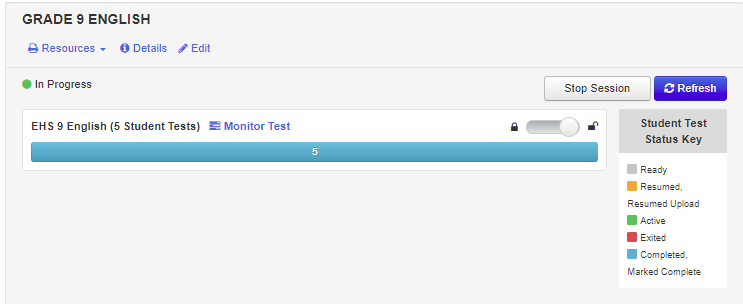 GRADE 9 ENGLISH
Resources Details Edit
In Progress
Stop Session Refresh
EHS 9 English (5 Student Tests) Monitor Test
5
Student Test
Status Key
Ready
Resumed,
Resumed Upload
Active
Exited
Completed,
Marked Complete